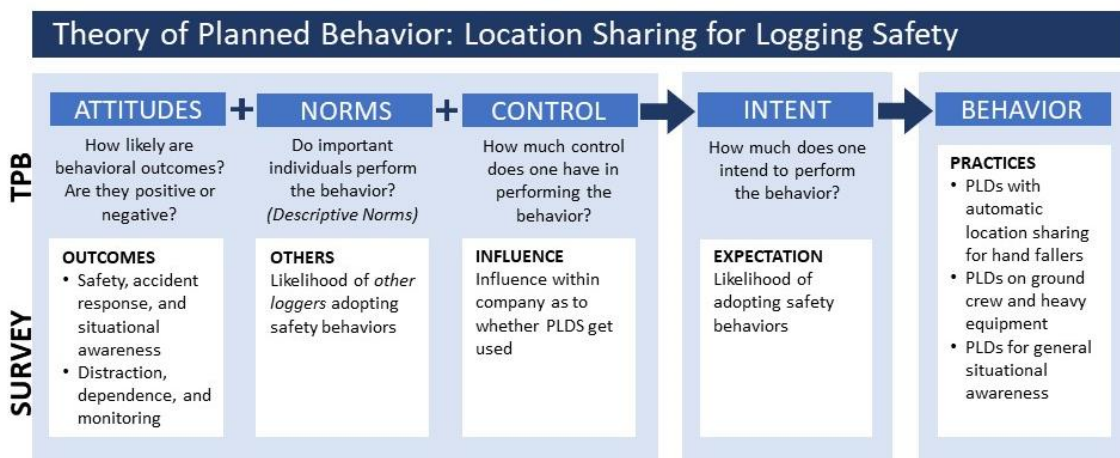 Theory of Planned Behavior: Location Sharing for Logging Safety
TPB
SURVEY
ATTITUDES
How likely are
behavioral outcomes?
Are they positive or
negative?
OUTCOMES
• Safety, accident
response, and
situational
awareness
• Distraction,
dependence, and
monitoring
+
NORMS
Do important
individuals perform
the behavior?
(Descriptive Norms)
OTHERS
Likelihood of other
loggers adopting
safety behaviors
+
CONTROL
How much control
does one have in
performing the
behavior?
INFLUENCE
Influence within
company as to
whether PLDS get
used
INTENT
How much does one
intend to perform
the behavior?
EXPECTATION
Likelihood of
adopting safety
behaviors
BEHAVIOR
PRACTICES
• PLDs with
automatic
location sharing
for hand fallers
• PLDs on ground
crew and heavy
equipment
• PLDs for general
situational
awareness